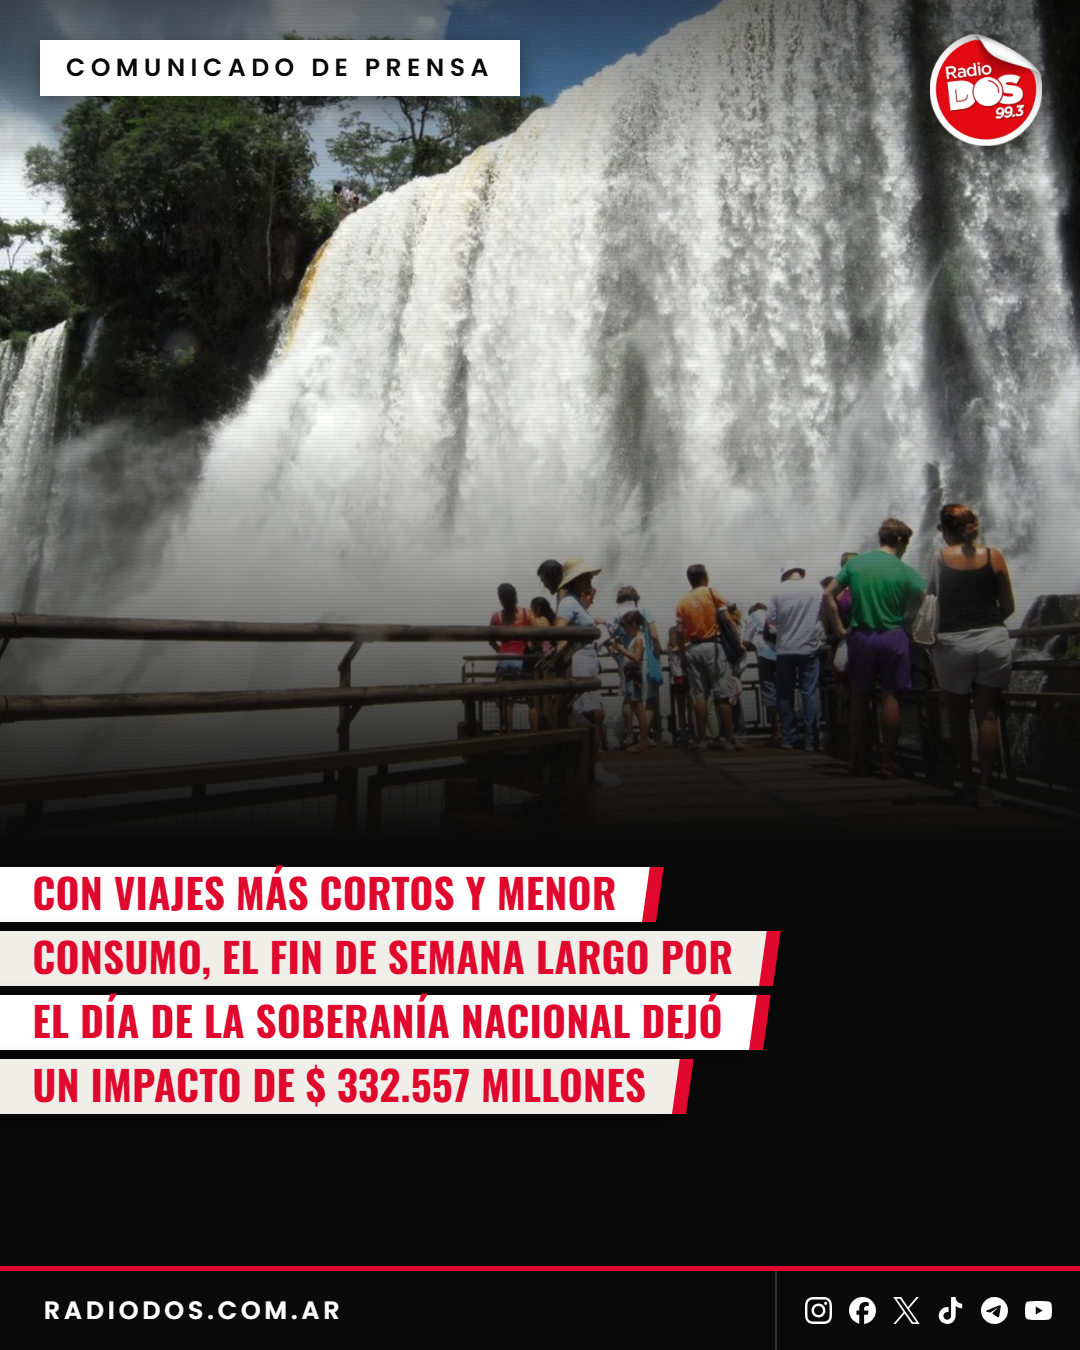 COMUNICADO DE PRENSA
Radio
DOS
99.3
CON VIAJES MÁS CORTOS Y MENOR
CONSUMO, EL FIN DE SEMANA LARGO POR
EL DÍA DE LA SOBERANÍA NACIONAL DEJÓ
UN IMPACTO DE $ 332.557 MILLONES
RADIODOS.COM.AR